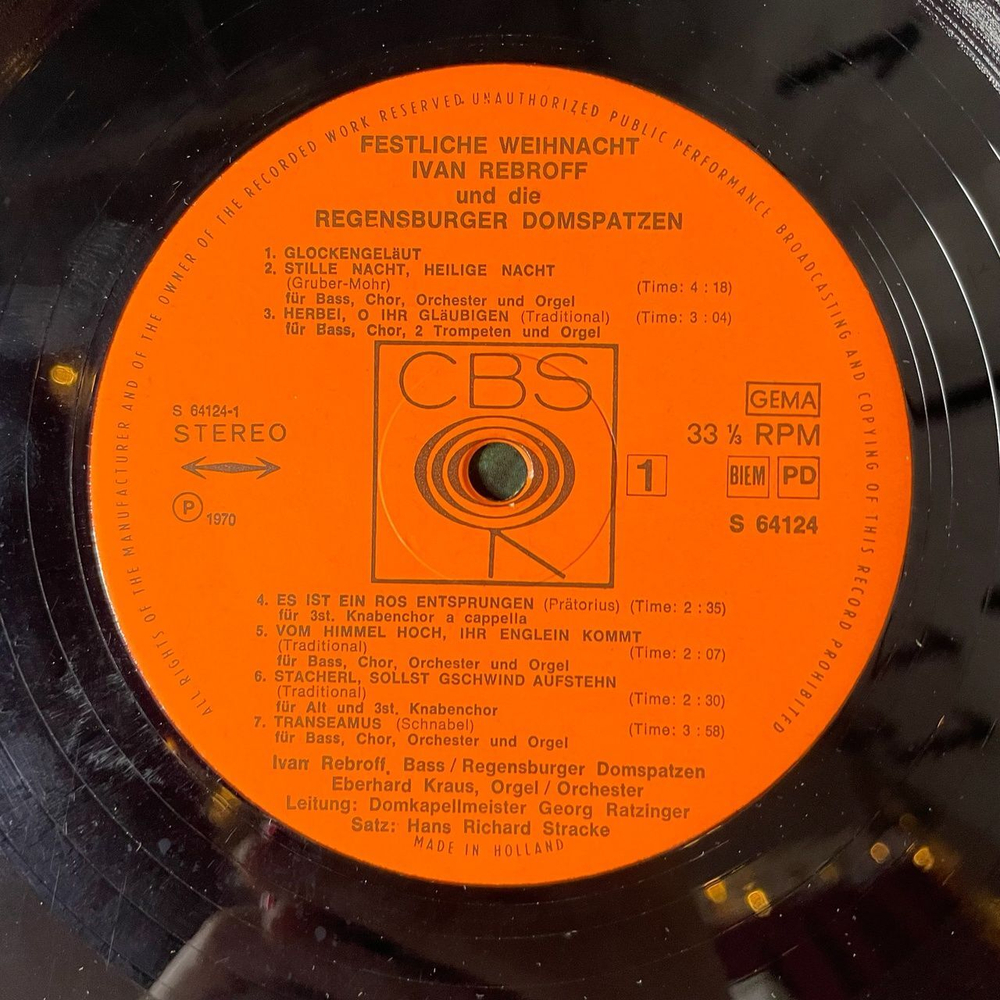 ALL RIGHTS OF THE MANUFACTURER AND OF THE OWNER OF THE RECORDED WORK RESERVED. UNAUTHORIZED PUBLIC PERFORMANCE BROADCASTING AND COPYING OF THIS RECORD PROHIBITED
FESTLICHE WEIHNACHT
IVAN REBROFF
und die
REGENSBURGER DOMSPATZEN
1. GLOCKENGELÄUT
2. STILLE NACHT, HEILIGE NACHT
(Gruber-Mohr) (Time: 4 : 18)
für Bass, Chor, Orchester und Orgel
3. HERBEI, O IHR GLÄUBIGEN (Traditional) (Time: 3 : 04)
für Bass, Chor, 2 Trompeten und Orgel
CBS
S 64124-1
STEREO
Ⓟ 1970
1
GEMA
33 ⅓ RPM
BIEM PD
S 64124
4. ES IST EIN ROS ENTSPRUNGEN (Prätorius) (Time: 2 : 35)
für 3st. Knabenchor a cappella
5. VOM HIMMEL HOCH, IHR ENGLEIN KOMMT
(Traditional) (Time: 2 : 07)
für Bass, Chor, Orchester und Orgel
6. STACHERL, SOLLST GSCHWIND AUFSTEHN
(Traditional) (Time: 2 : 30)
für Alt und 3st. Knabenchor
7. TRANSEAMUS (Schnabel) (Time: 3 : 58)
für Bass, Chor, Orchester und Orgel
Ivan Rebroff, Bass / Regensburger Domspatzen
Eberhard Kraus, Orgel / Orchester
Leitung: Domkapellmeister Georg Ratzinger
Satz: Hans Richard Stracke
MADE IN HOLLAND